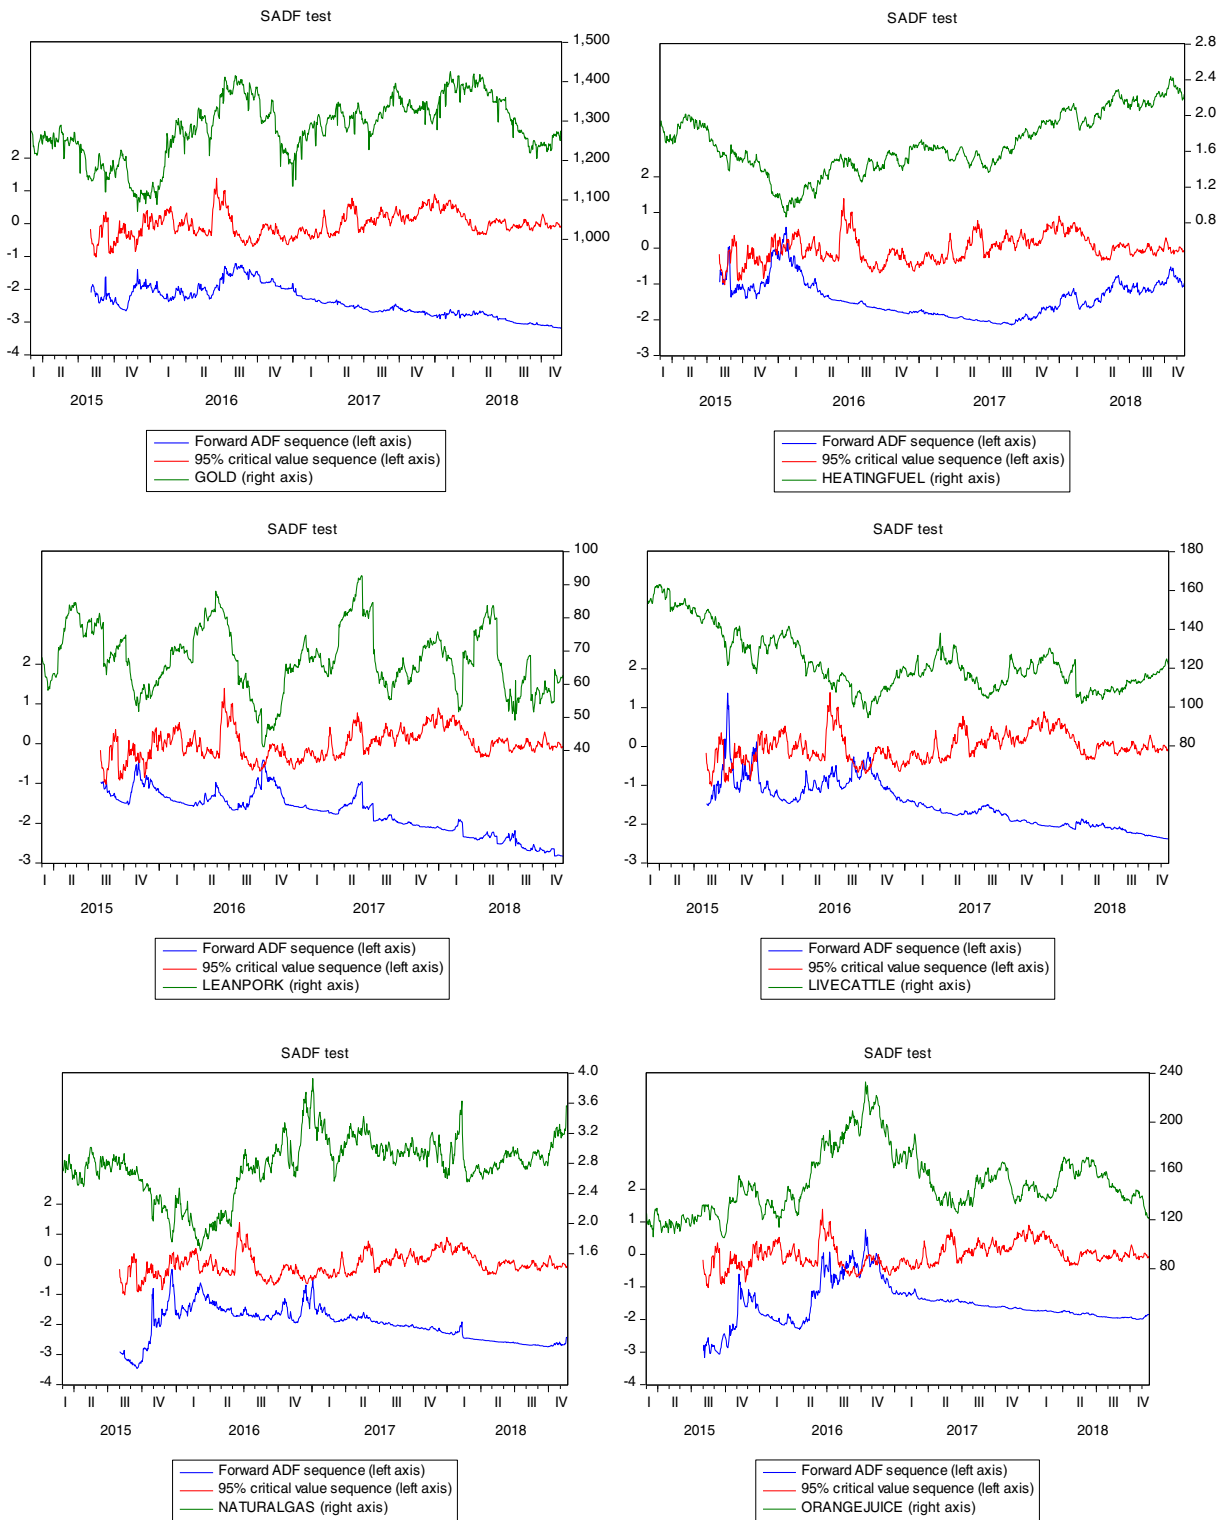 SADF test
1,500
1,400
1,300
1,200
1,100
1,000
2
1
0
-1
-2
-3
-4
I II III IV I II III IV I II III IV I II III IV
2015 2016 2017 2018
Forward ADF sequence (left axis)
95% critical value sequence (left axis)
GOLD (right axis)
SADF test
2.8
2.4
2.0
1.6
1.2
0.8
2
1
0
-1
-2
-3
I II III IV I II III IV I II III IV I II III IV
2015 2016 2017 2018
Forward ADF sequence (left axis)
95% critical value sequence (left axis)
HEATINGFUEL (right axis)
SADF test
100
90
80
70
60
50
40
2
1
0
-1
-2
-3
I II III IV I II III IV I II III IV I II III IV
2015 2016 2017 2018
Forward ADF sequence (left axis)
95% critical value sequence (left axis)
LEANPORK (right axis)
SADF test
180
160
140
120
100
80
2
1
0
-1
-2
-3
I II III IV I II III IV I II III IV I II III IV
2015 2016 2017 2018
Forward ADF sequence (left axis)
95% critical value sequence (left axis)
LIVECATTLE (right axis)
SADF test
4.0
3.6
3.2
2.8
2.4
2.0
1.6
2
1
0
-1
-2
-3
-4
I II III IV I II III IV I II III IV I II III IV
2015 2016 2017 2018
Forward ADF sequence (left axis)
95% critical value sequence (left axis)
NATURALGAS (right axis)
SADF test
240
200
160
120
80
2
1
0
-1
-2
-3
-4
I II III IV I II III IV I II III IV I II III IV
2015 2016 2017 2018
Forward ADF sequence (left axis)
95% critical value sequence (left axis)
ORANGEJUICE (right axis)